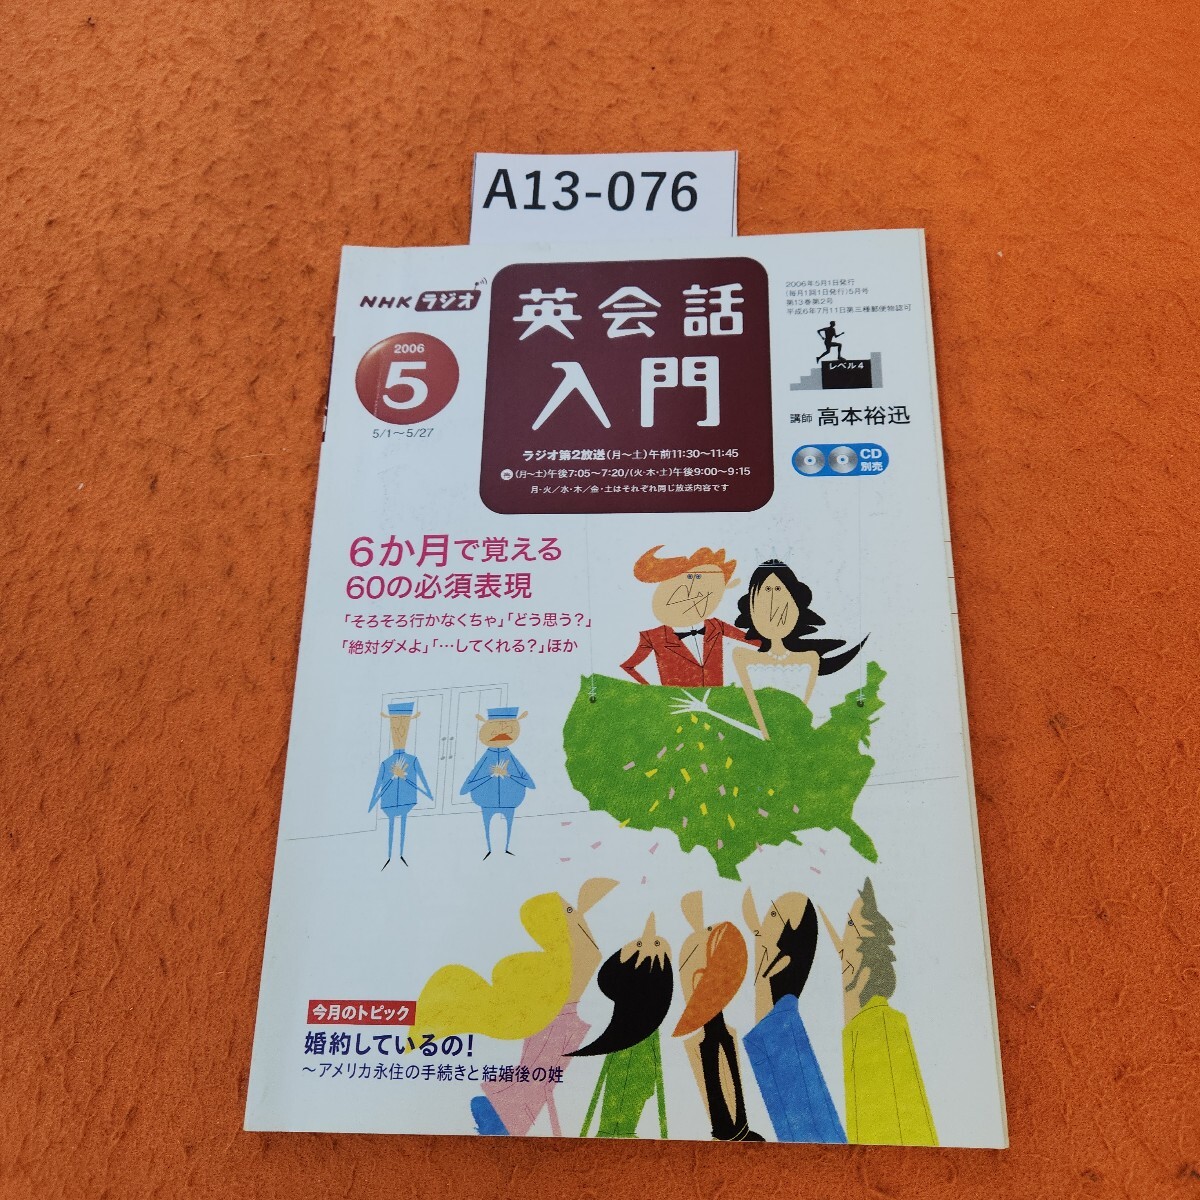 A13-076
NHK ラジオ
2006
5
5/1〜5/27
英会話
入門
ラジオ第2放送(月〜土)午前11:30〜11:45
再(月〜土)午後7:05〜7:20/(火・木・土)午後9:00〜9:15
月・火/水・木/金・土はそれぞれ同じ放送内容です
2006年5月1日発行
(毎月1回1日発行)5月号
第13巻第2号
平成6年7月11日第三種郵便物認可
レベル4
講師 高本裕迅
CD
別売
6か月で覚える
60の必須表現
「そろそろ行かなくちゃ」「どう思う?」
「絶対ダメよ」「…してくれる?」ほか
今月のトピック
婚約しているの!
〜アメリカ永住の手続きと結婚後の姓